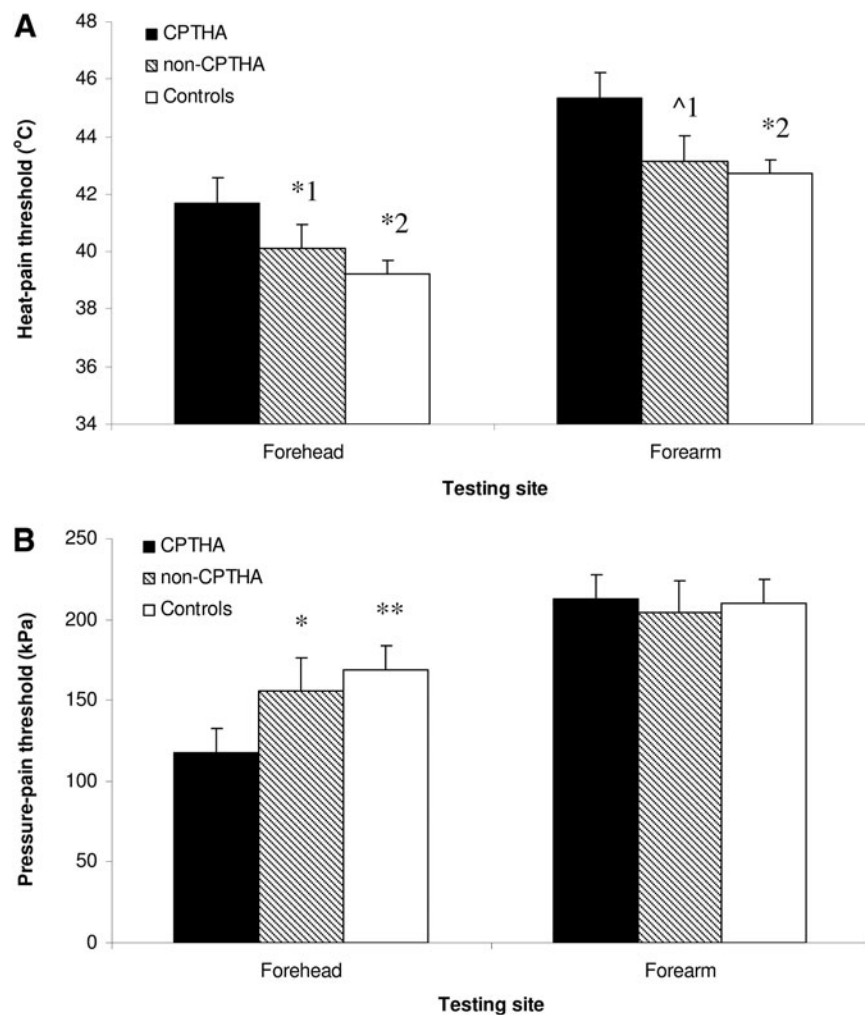 A
48
46
44
42
40
38
36
34
Heat-pain threshold (°C)
CPTHA
non-CPTHA
Controls
*1
*2
^1
*2
Forehead
Forearm
Testing site
B
250
200
150
100
50
0
Pressure-pain threshold (kPa)
CPTHA
non-CPTHA
Controls
*
**
Forehead
Forearm
Testing site